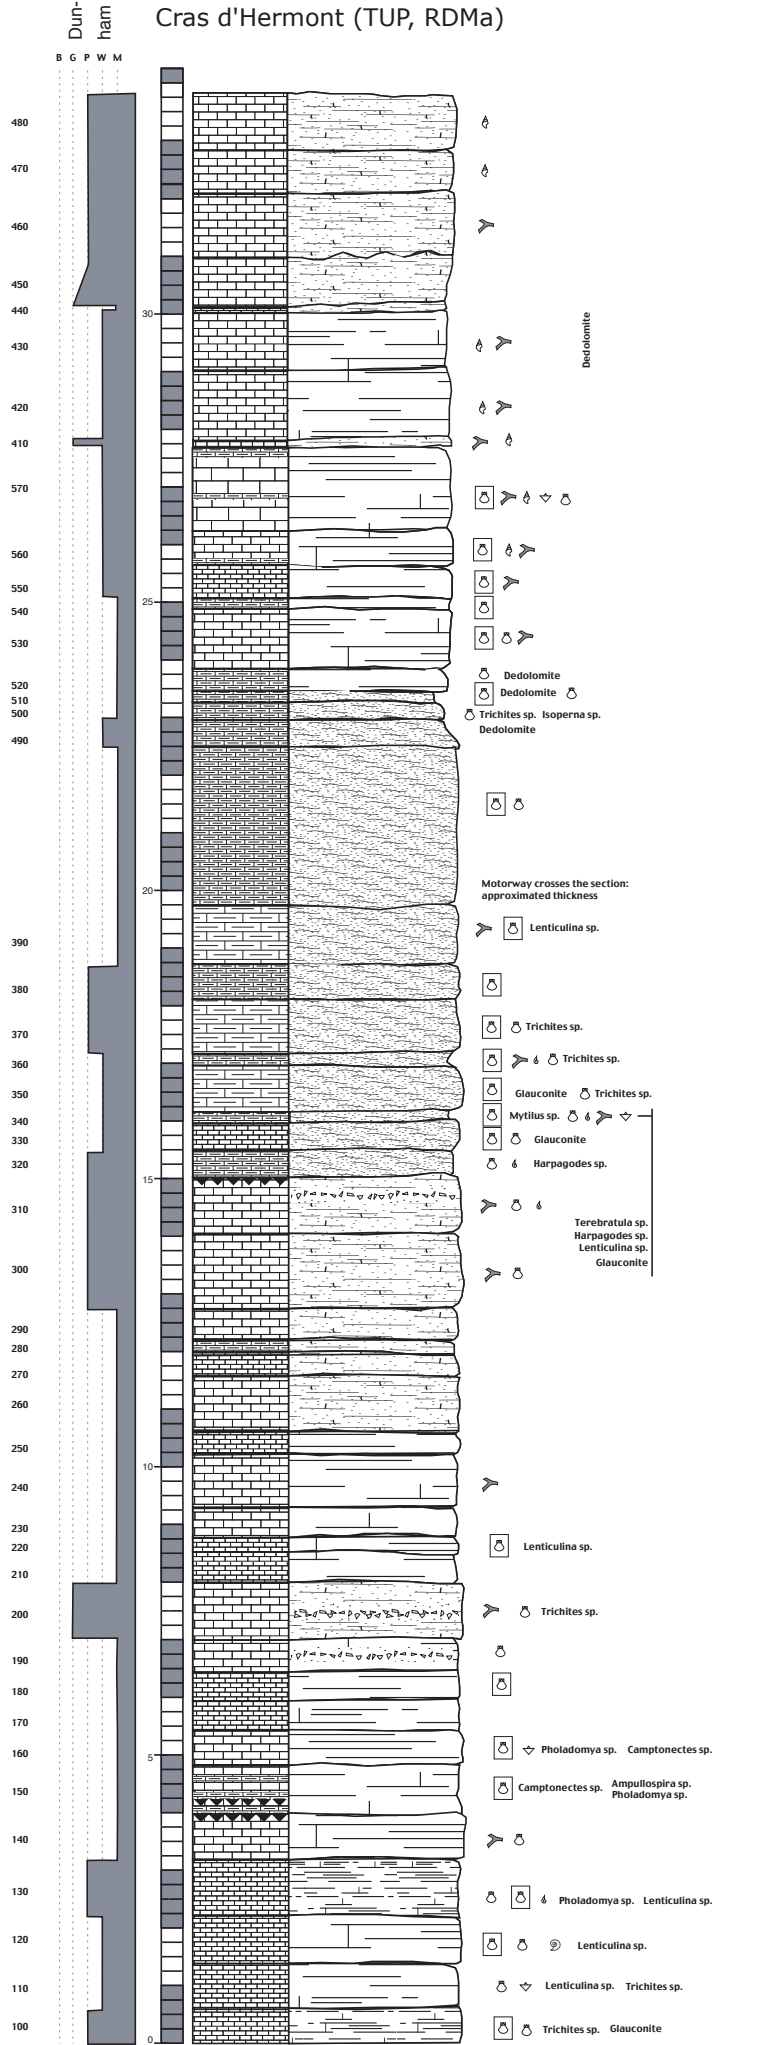 Dun-
ham
Cras d'Hermont (TUP, RDMa)
B G P W M
480
470
460
450
440
30
430
Dedolomite
420
410
570
560
550
25
540
530
520
Dedolomite
Dedolomite
510
500
Trichites sp. Isoperna sp.
Dedolomite
490
20
Motorway crosses the section:
approximated thickness
390
Lenticulina sp.
380
370
Trichites sp.
360
Trichites sp.
350
Glauconite Trichites sp.
340
Mytilus sp.
330
Glauconite
320
Harpagodes sp.
15
310
Terebratula sp.
Harpagodes sp.
Lenticulina sp.
Glauconite
300
290
280
270
260
250
10
240
230
220
Lenticulina sp.
210
200
Trichites sp.
190
180
170
160
5
Pholadomya sp. Camptonectes sp.
150
Camptonectes sp. Ampullospira sp.
Pholadomya sp.
140
130
Pholadomya sp. Lenticulina sp.
120
Lenticulina sp.
110
Lenticulina sp. Trichites sp.
100
Trichites sp. Glauconite
0